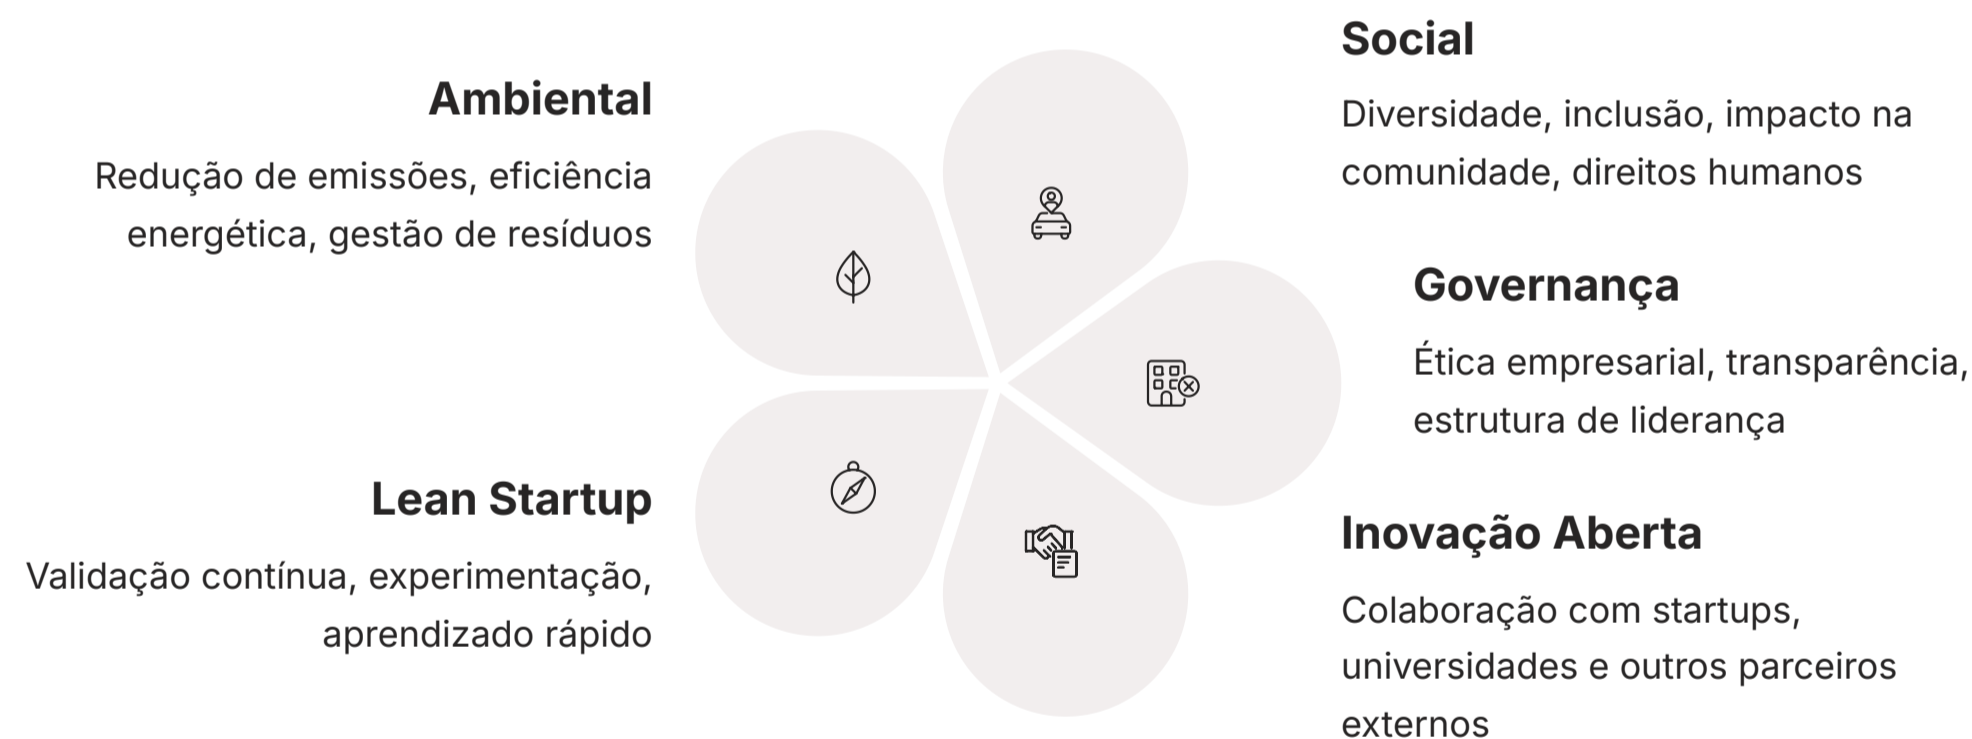 Ambiental
Redução de emissões, eficiência
energética, gestão de resíduos
Social
Diversidade, inclusão, impacto na
comunidade, direitos humanos
Governança
Ética empresarial, transparência,
estrutura de liderança
Lean Startup
Validação contínua, experimentação,
aprendizado rápido
Inovação Aberta
Colaboração com startups,
universidades e outros parceiros
externos